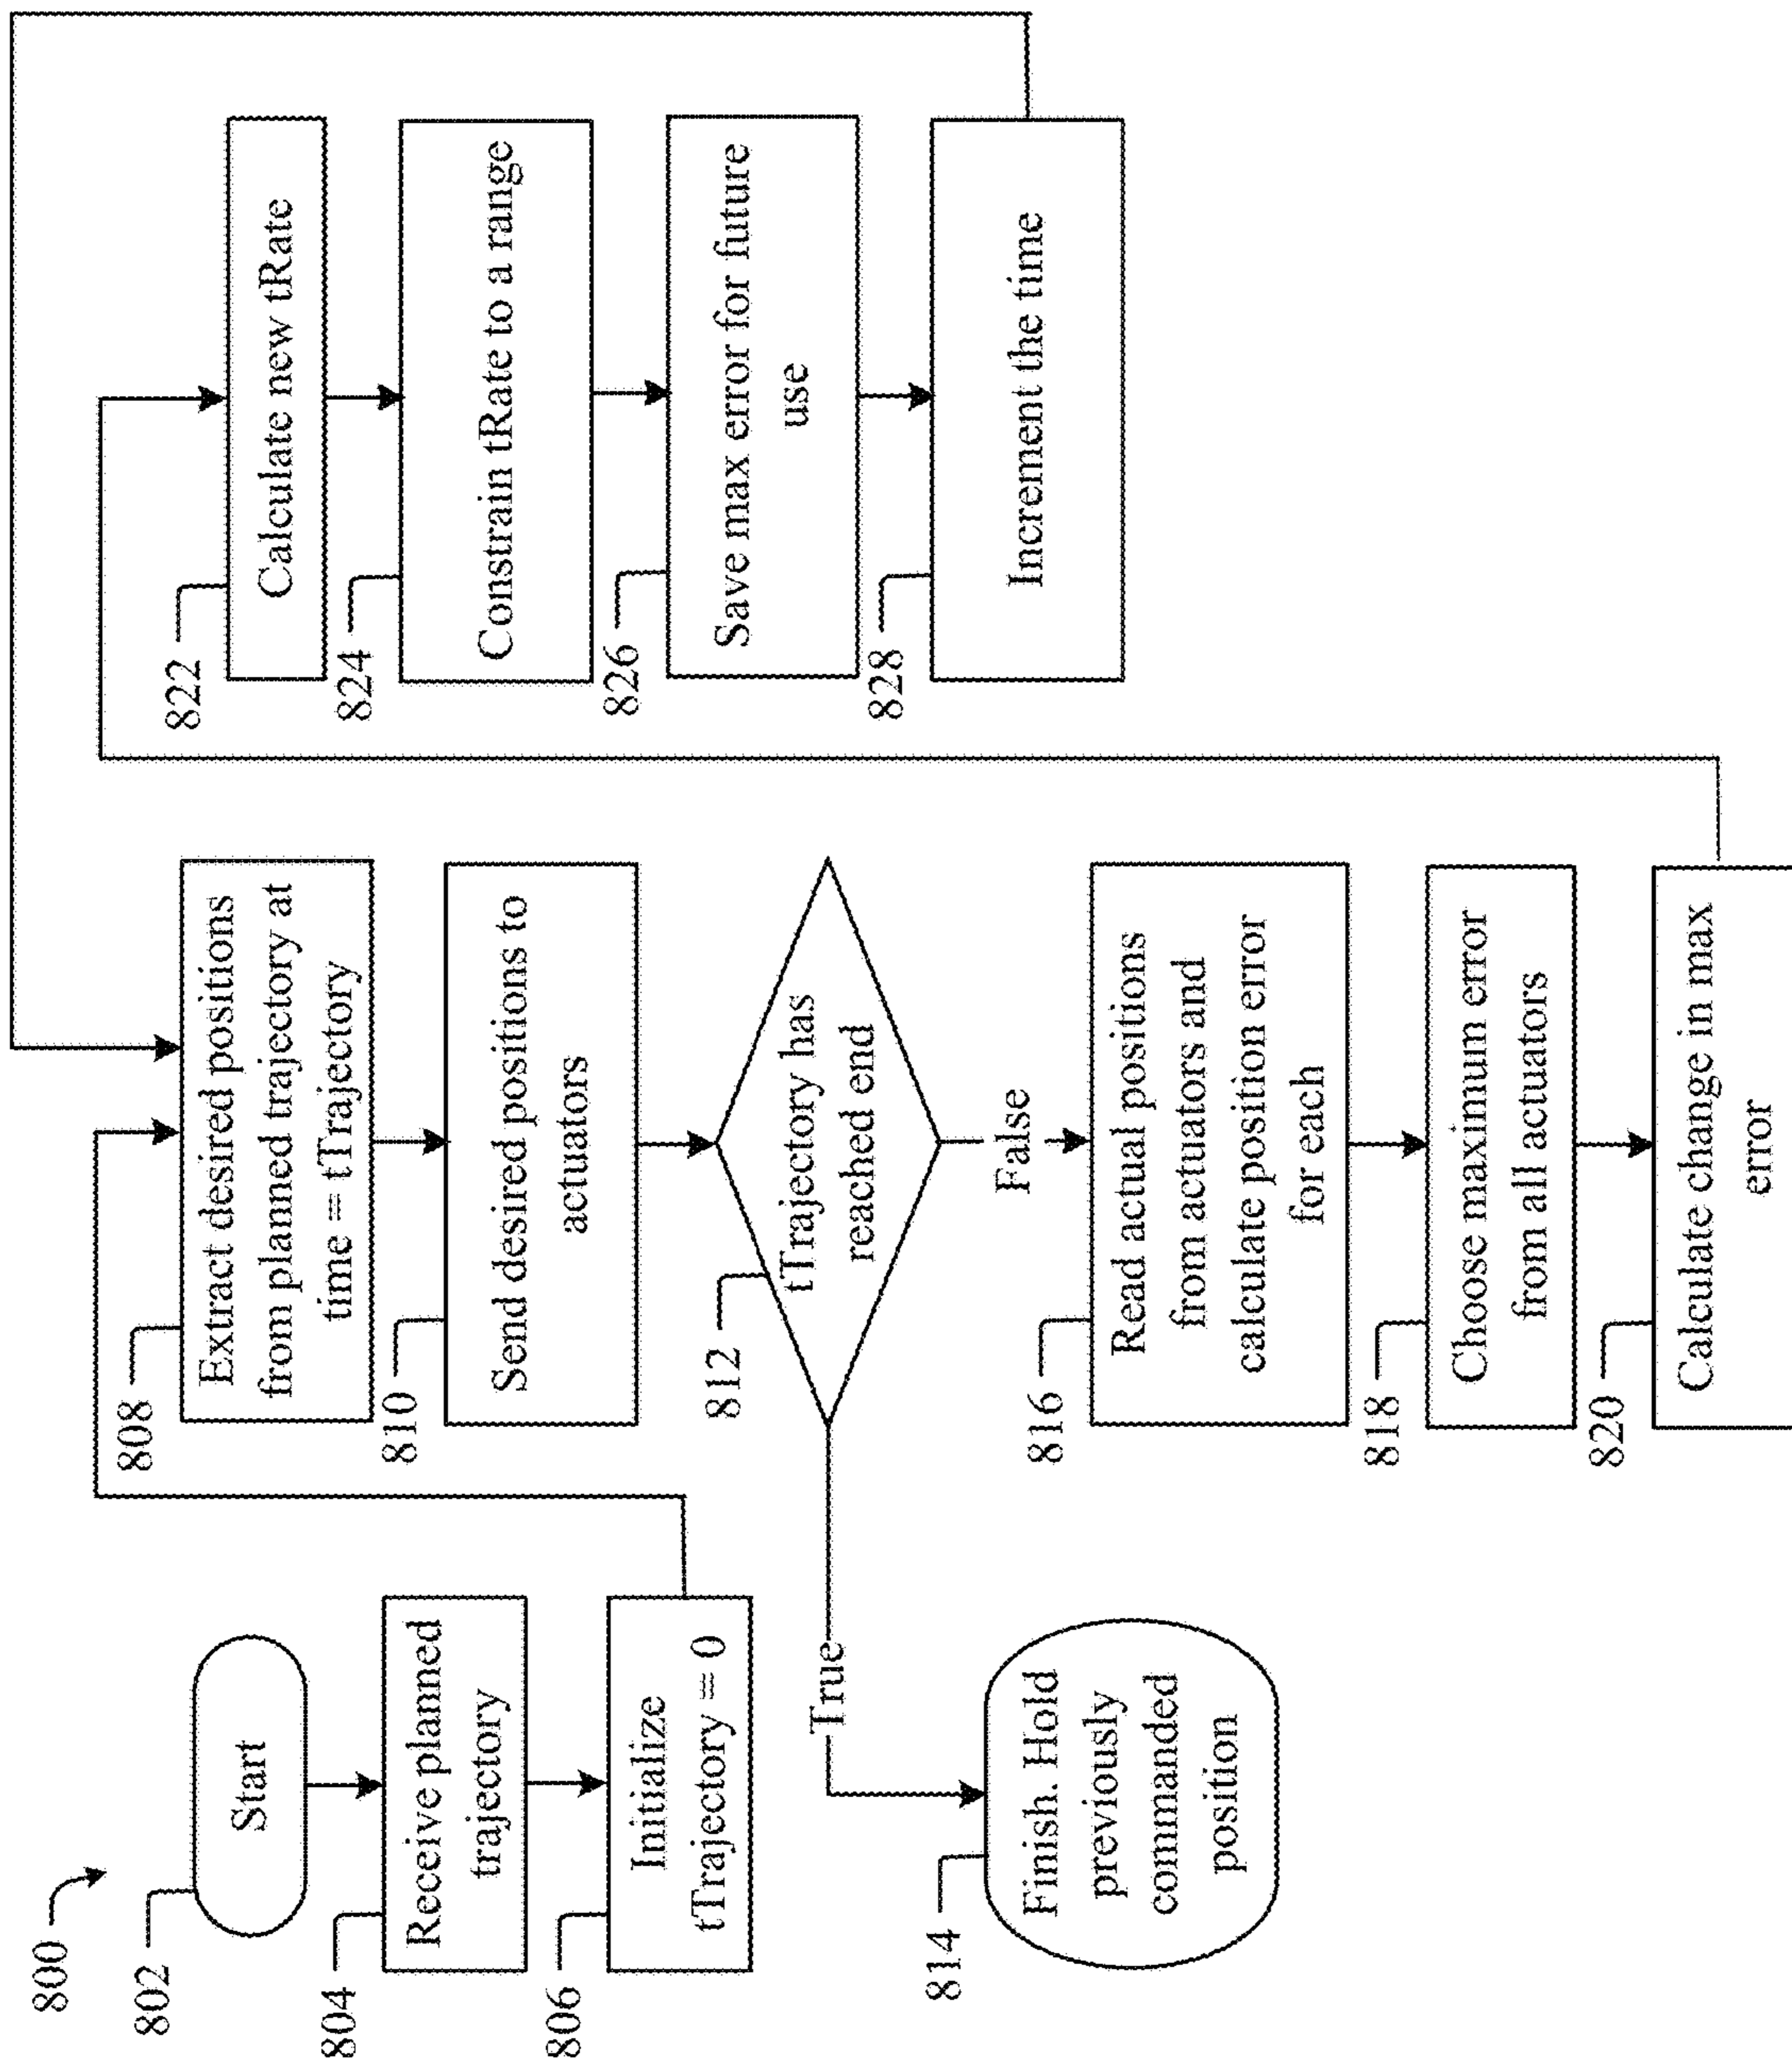 800
802
Start
804
Receive planned
trajectory
806
Initialize
tTrajectory = 0
808
Extract desired positions
from planned trajectory at
time = tTrajectory
810
Send desired positions to
actuators
812
tTrajectory has
reached end
True
814
Finish. Hold
previously
commanded
position
False
816
Read actual positions
from actuators and
calculate position error
for each
818
Choose maximum error
from all actuators
820
Calculate change in max
error
822
Calculate new tRate
824
Constrain tRate to a range
826
Save max error for future
use
828
Increment the time